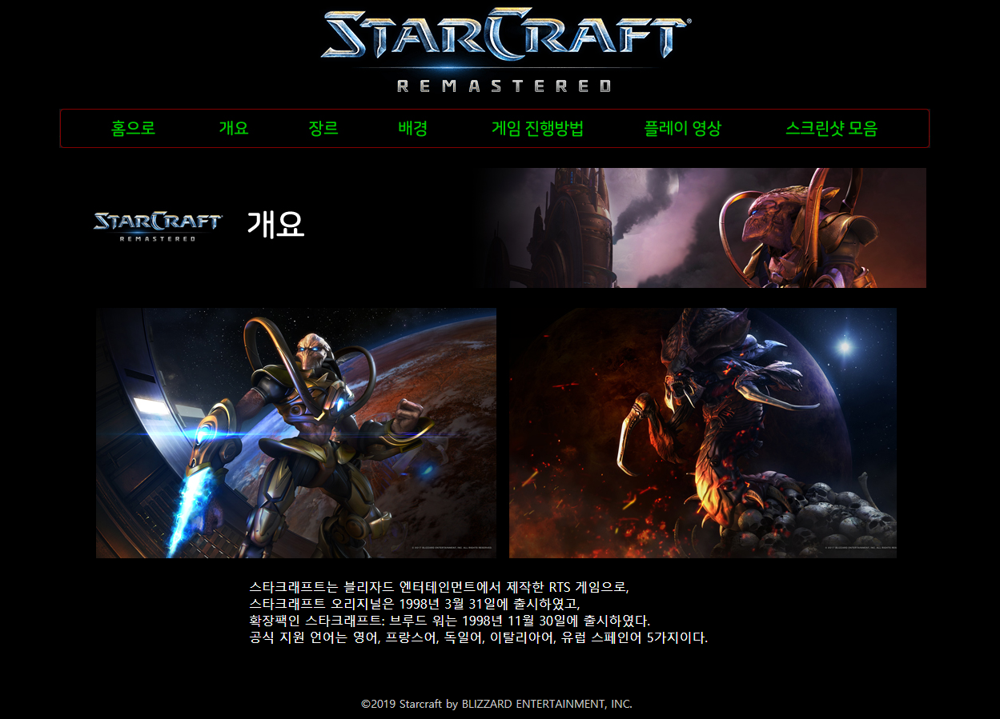 STARCRAFT®
REMASTERED
홈으로 개요 장르 배경 게임 진행방법 플레이 영상 스크린샷 모음
STARCRAFT
REMASTERED
개요
스타크래프트는 블리자드 엔터테인먼트에서 제작한 RTS 게임으로,
스타크래프트 오리지널은 1998년 3월 31일에 출시하였고,
확장팩인 스타크래프트: 브루드 워는 1998년 11월 30일에 출시하였다.
공식 지원 언어는 영어, 프랑스어, 독일어, 이탈리아어, 유럽 스페인어 5가지이다.
©2019 Starcraft by BLIZZARD ENTERTAINMENT, INC.